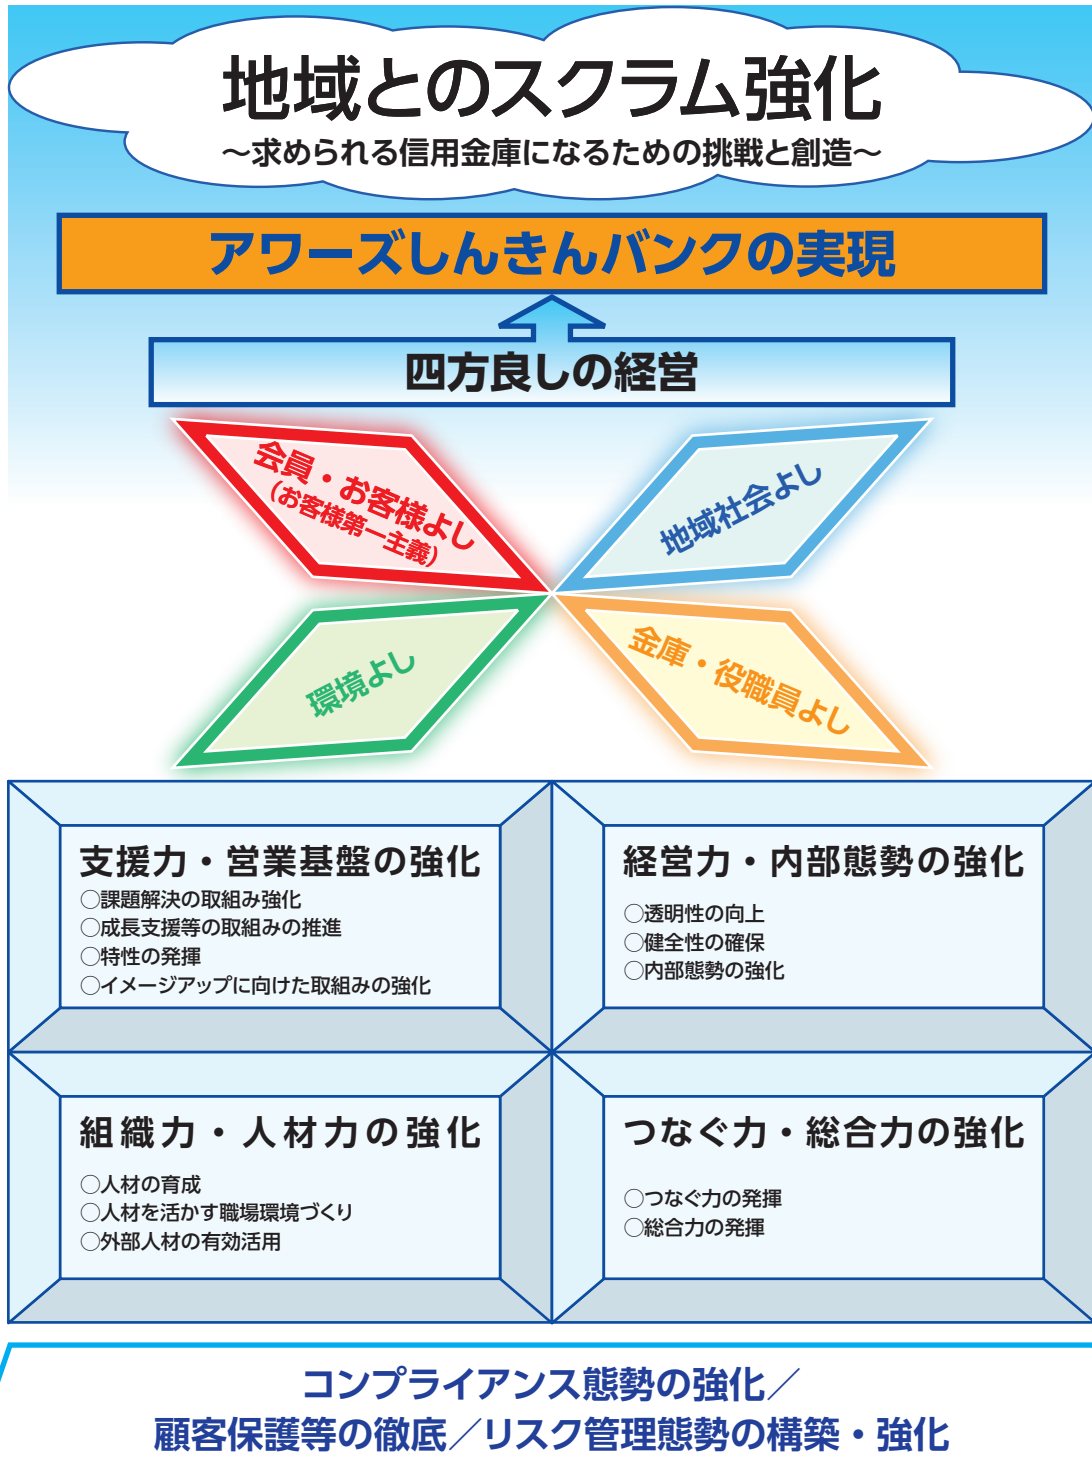 地域とのスクラム強化
～求められる信用金庫になるための挑戦と創造～
アワーズしんきんバンクの実現
四方良しの経営
会員・お客様よし
（お客様第一主義）
地域社会よし
環境よし
金庫・役職員よし
支援力・営業基盤の強化
○課題解決の取組み強化
○成長支援等の取組みの推進
○特性の発揮
○イメージアップに向けた取組みの強化
経営力・内部態勢の強化
○透明性の向上
○健全性の確保
○内部態勢の強化
組織力・人材力の強化
○人材の育成
○人材を活かす職場環境づくり
○外部人材の有効活用
つなぐ力・総合力の強化
○つなぐ力の発揮
○総合力の発揮
コンプライアンス態勢の強化／
顧客保護等の徹底／リスク管理態勢の構築・強化